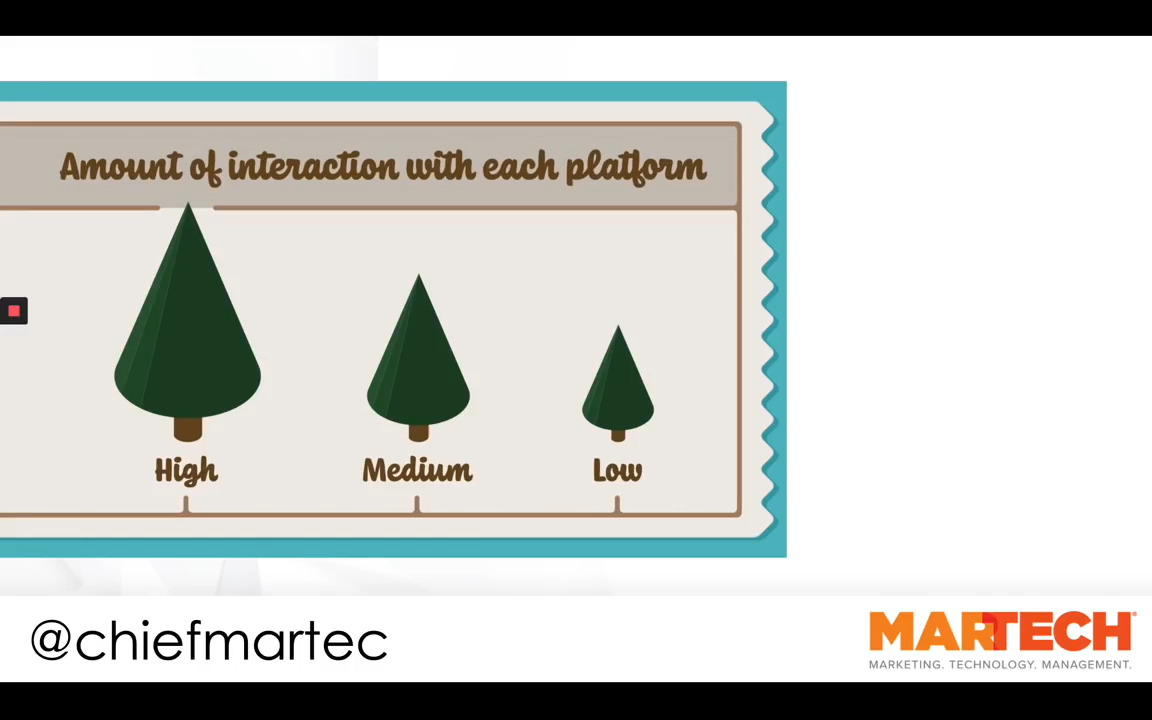 Amount of interaction with each platform
High Medium Low
@chiefmartec
MARTECH®
MARKETING. TECHNOLOGY. MANAGEMENT.